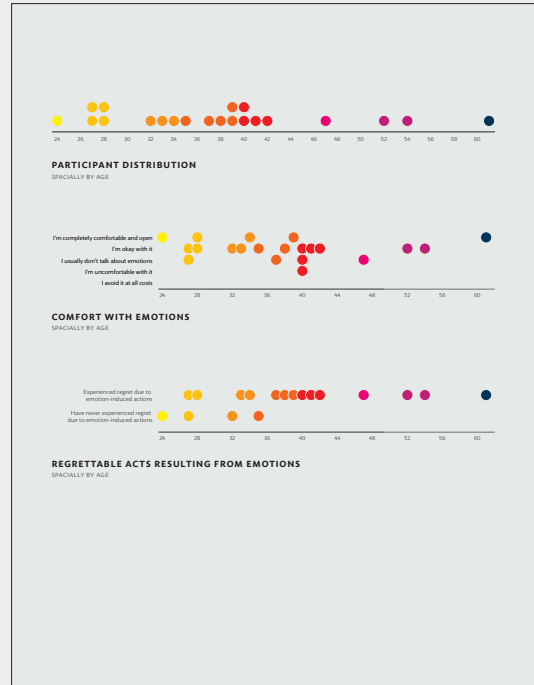 24 26 28 30 32 34 36 38 40 42 44 46 48 50 52 54 56 58 60
PARTICIPANT DISTRIBUTION
SPACIALLY BY AGE
I'm completely comfortable and open
I'm okay with it
I usually don't talk about emotions
I'm uncomfortable with it
I avoid it at all costs
24 28 32 36 40 44 48 52 56 60
COMFORT WITH EMOTIONS
SPACIALLY BY AGE
Experienced regret due to
emotion-induced actions
Have never experienced regret
due to emotion-induced actions
24 28 32 36 40 44 48 52 56 60
REGRETTABLE ACTS RESULTING FROM EMOTIONS
SPACIALLY BY AGE